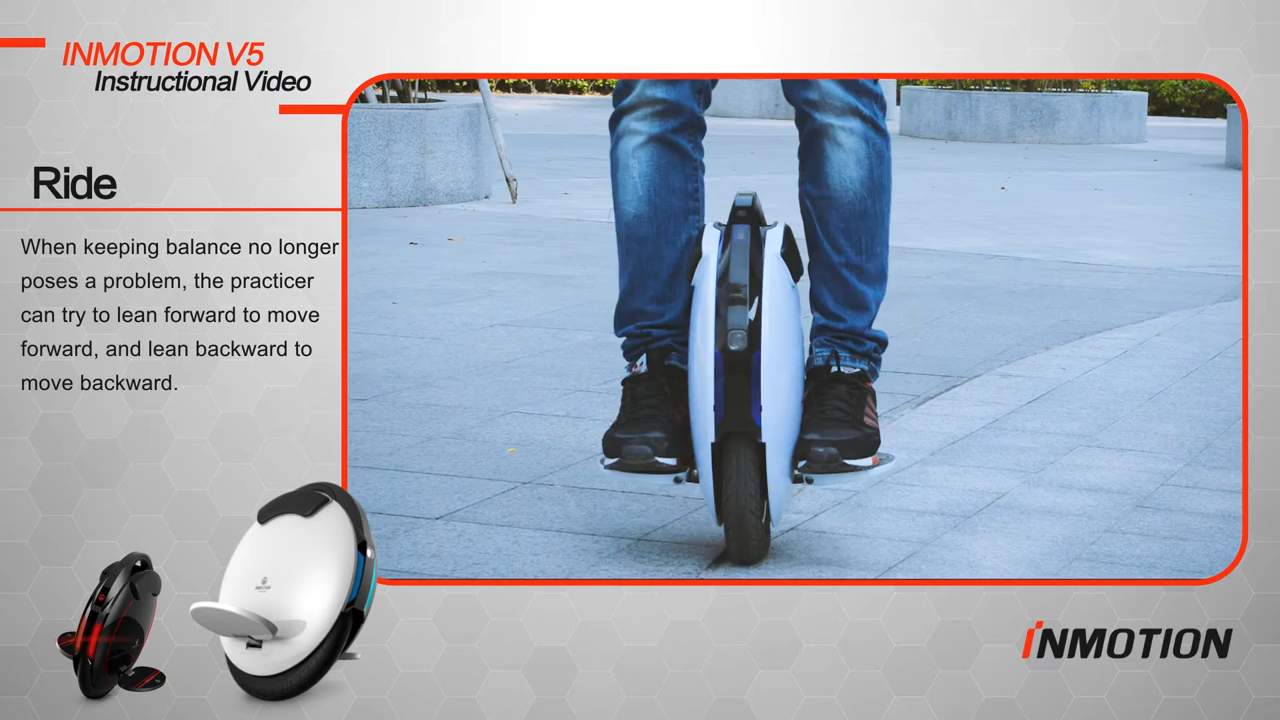 INMOTION V5
Instructional Video
Ride
When keeping balance no longer
poses a problem, the practicer
can try to lean forward to move
forward, and lean backward to
move backward.
INMOTION
INMOTION